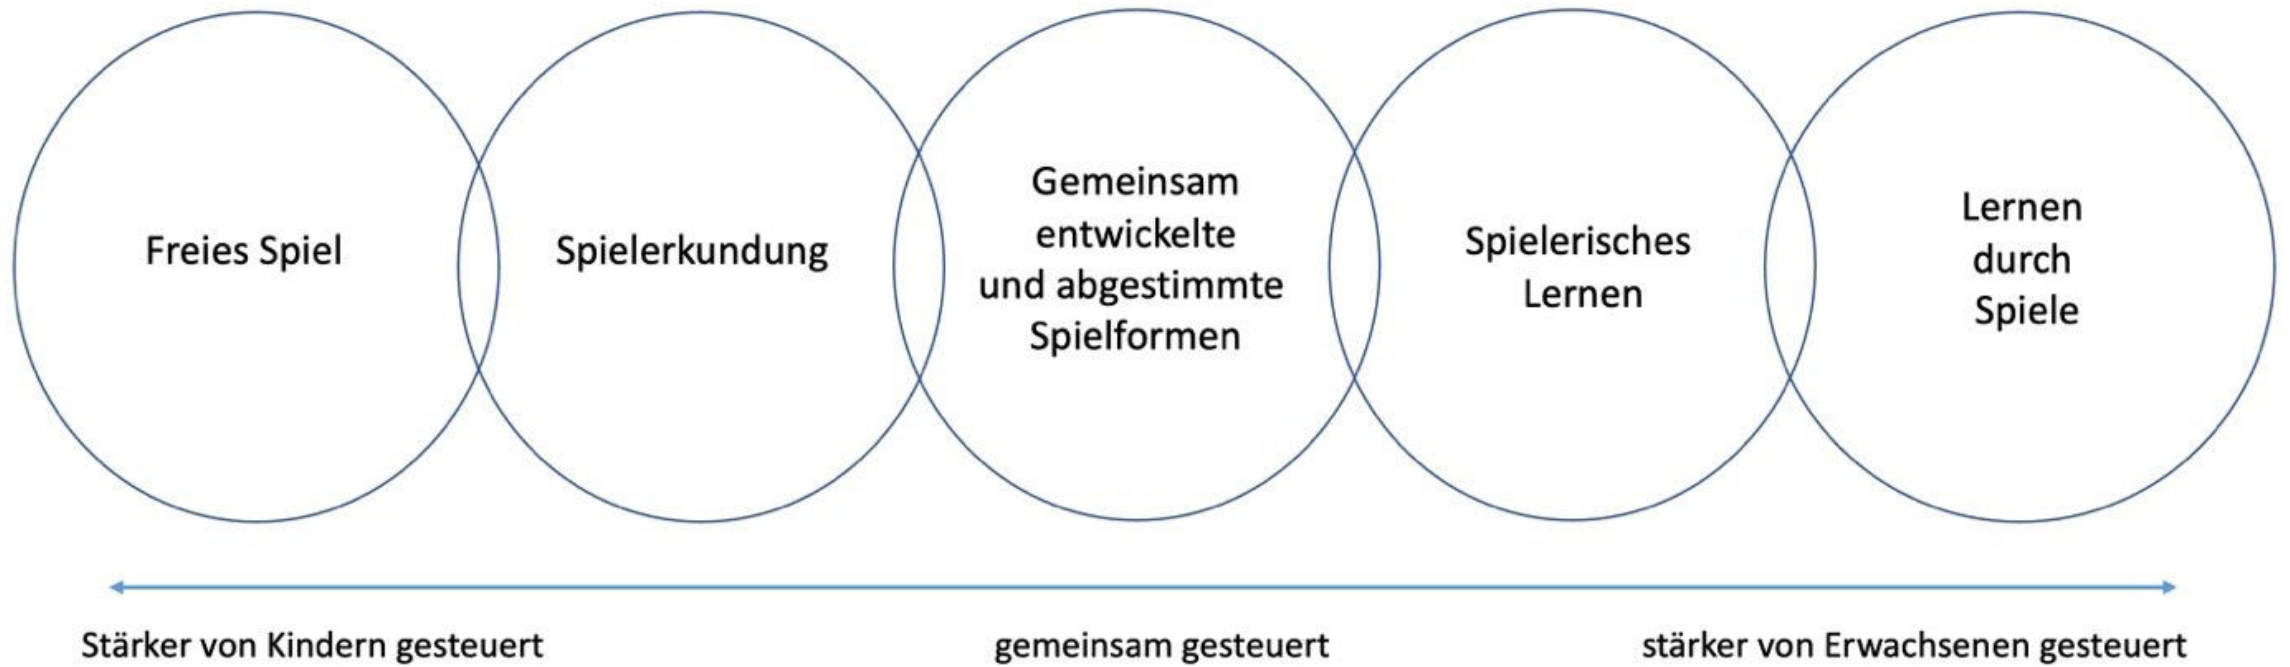 Freies Spiel
Spielerkundung
Gemeinsam
entwickelte
und abgestimmte
Spielformen
Spielerisches
Lernen
Lernen
durch
Spiele
Stärker von Kindern gesteuert
gemeinsam gesteuert
stärker von Erwachsenen gesteuert